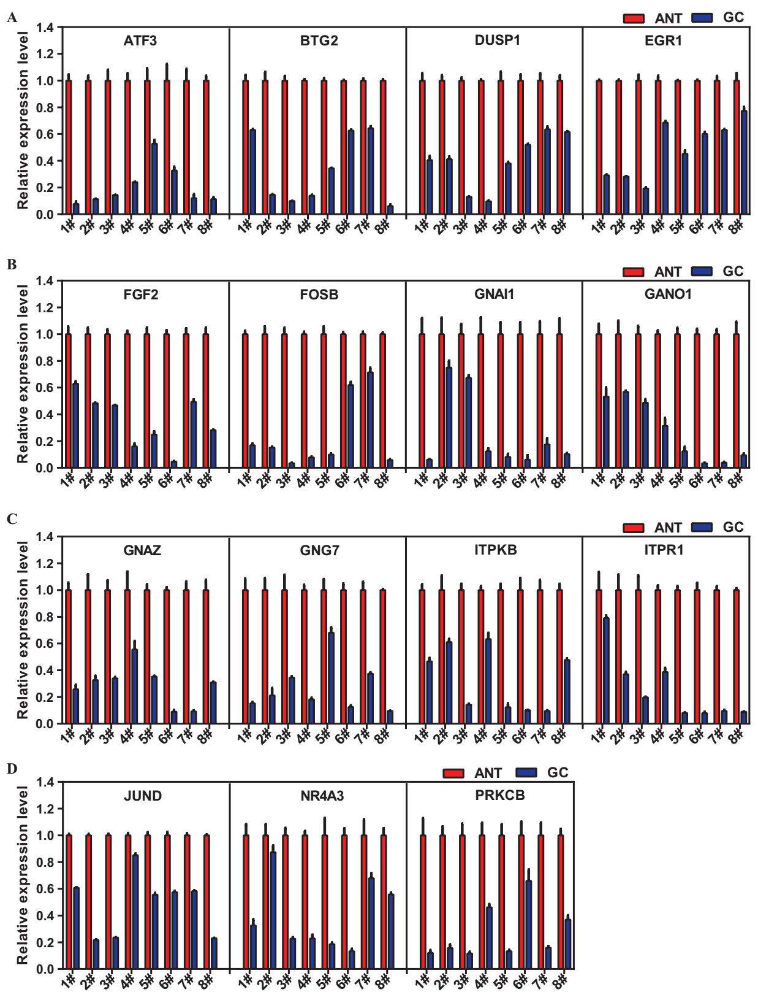 A
ANT GC
Relative expression level
1.4
1.2
1.0
0.8
0.6
0.4
0.2
0.0
ATF3 BTG2 DUSP1 EGR1
1# 2# 3# 4# 5# 6# 7# 8# 1# 2# 3# 4# 5# 6# 7# 8# 1# 2# 3# 4# 5# 6# 7# 8# 1# 2# 3# 4# 5# 6# 7# 8#
B
ANT GC
Relative expression level
1.4
1.2
1.0
0.8
0.6
0.4
0.2
0.0
FGF2 FOSB GNAI1 GANO1
1# 2# 3# 4# 5# 6# 7# 8# 1# 2# 3# 4# 5# 6# 7# 8# 1# 2# 3# 4# 5# 6# 7# 8# 1# 2# 3# 4# 5# 6# 7# 8#
C
ANT GC
Relative expression level
1.4
1.2
1.0
0.8
0.6
0.4
0.2
0.0
GNAZ GNG7 ITPKB ITPR1
1# 2# 3# 4# 5# 6# 7# 8# 1# 2# 3# 4# 5# 6# 7# 8# 1# 2# 3# 4# 5# 6# 7# 8# 1# 2# 3# 4# 5# 6# 7# 8#
D
ANT GC
Relative expression level
1.4
1.2
1.0
0.8
0.6
0.4
0.2
0.0
JUND NR4A3 PRKCB
1# 2# 3# 4# 5# 6# 7# 8# 1# 2# 3# 4# 5# 6# 7# 8# 1# 2# 3# 4# 5# 6# 7# 8#